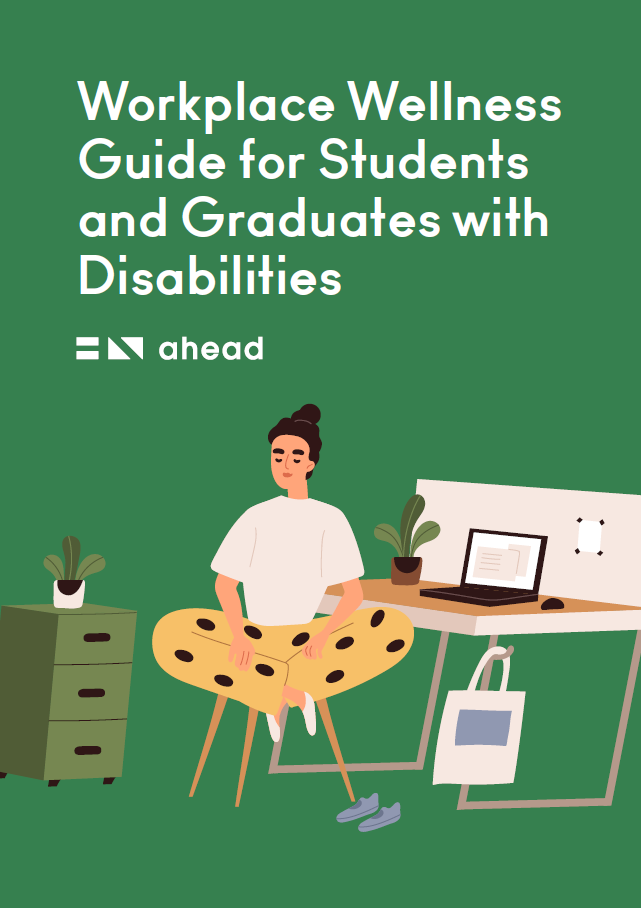 Workplace Wellness
Guide for Students
and Graduates with
Disabilities
ahead